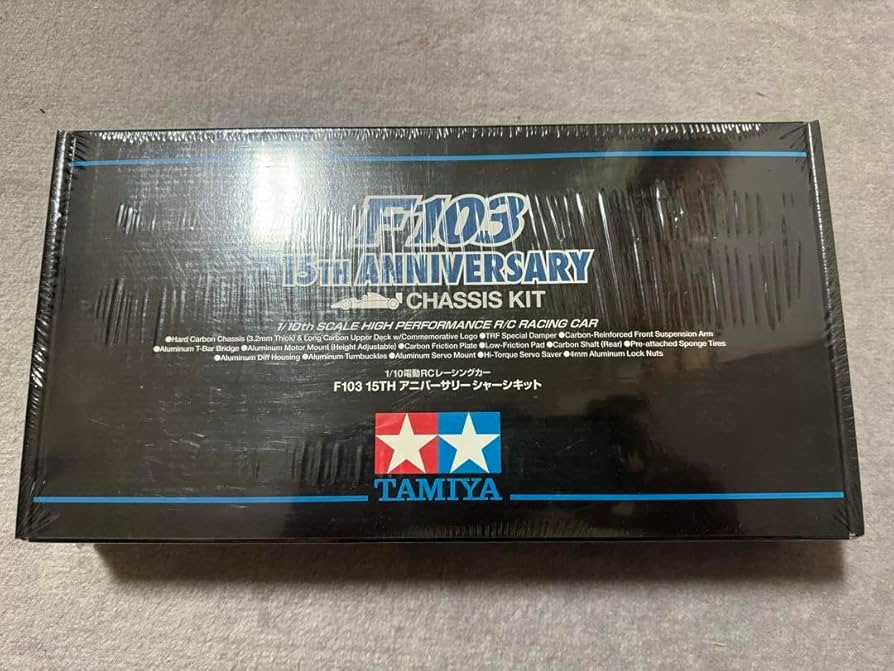 F103
15TH ANNIVERSARY
CHASSIS KIT
1/10th SCALE HIGH PERFORMANCE R/C RACING CAR
●Hard Carbon Chassis (3.2mm Thick) & Long Carbon Upper Deck w/Commemorative Logo ●TRF Special Damper ●Carbon-Reinforced Front Suspension Arm
●Aluminum T-Bar Bridge ●Aluminum Motor Mount (Height Adjustable) ●Carbon Friction Plate ●Low-Friction Pad ●Carbon Shaft (Rear) ●Pre-attached Sponge Tires
●Aluminum Diff Housing ●Aluminum Turnbuckles ●Aluminum Servo Mount ●Hi-Torque Servo Saver ●4mm Aluminum Lock Nuts
1/10電動RCレーシングカー
F103 15TH アニバーサリー シャーシキット
TAMIYA